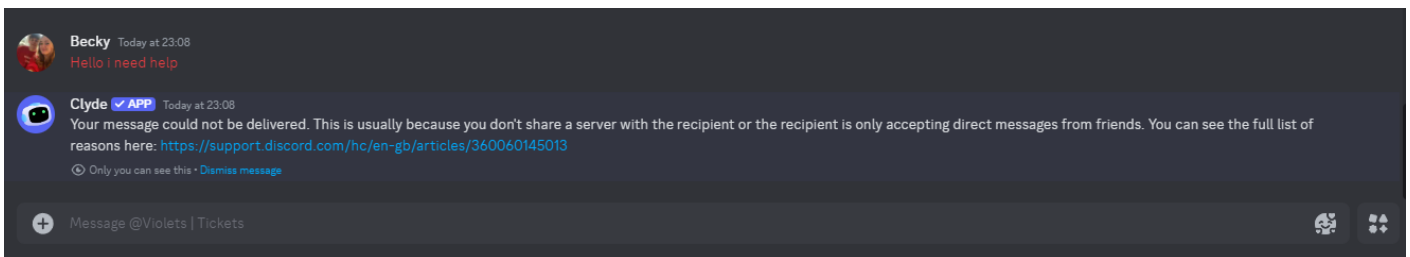 Becky Today at 23:08
Hello i need help
Clyde ✓ APP Today at 23:08
Your message could not be delivered. This is usually because you don't share a server with the recipient or the recipient is only accepting direct messages from friends. You can see the full list of
reasons here: https://support.discord.com/hc/en-gb/articles/360060145013
Only you can see this • Dismiss message
Message @Violets | Tickets